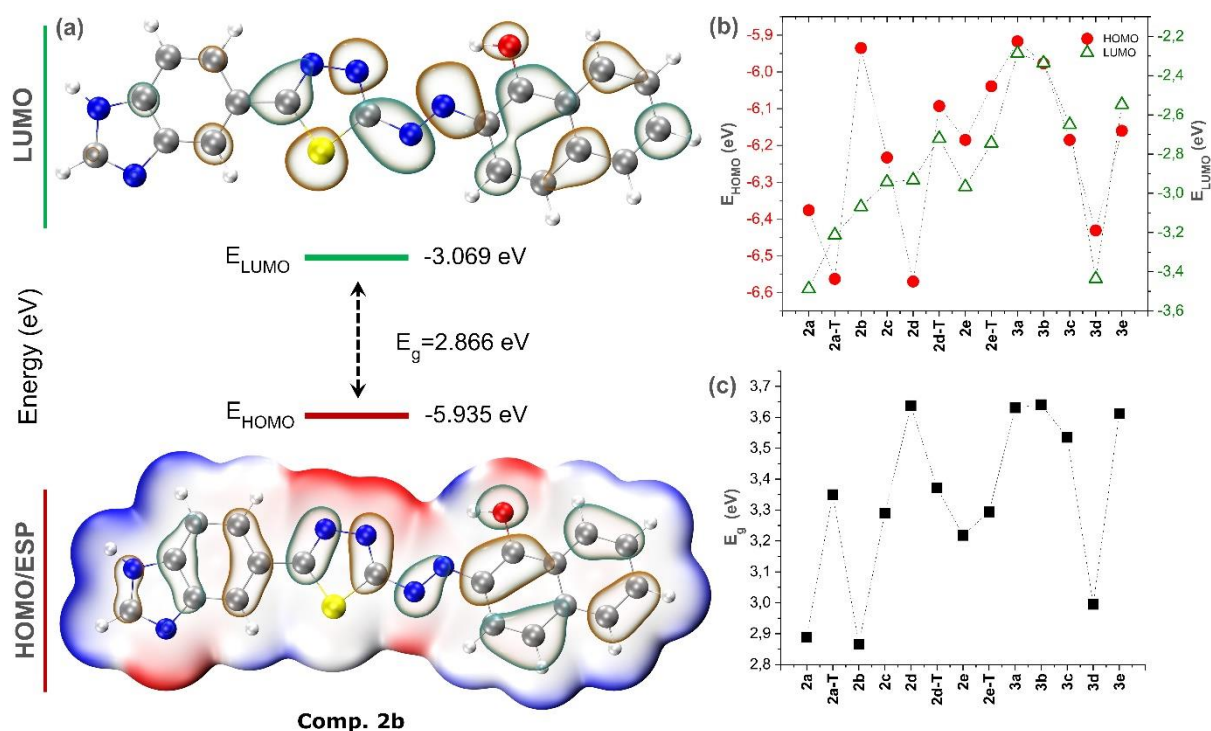 (a)
LUMO
E_LUMO
-3.069 eV
Energy (eV)
E_g=2.866 eV
E_HOMO
-5.935 eV
HOMO/ESP
Comp. 2b
(b)
HOMO
LUMO
E_HOMO (eV)
-5,9
-6,0
-6,1
-6,2
-6,3
-6,4
-6,5
-6,6
-2,2
-2,4
-2,6
-2,8
-3,0
-3,2
-3,4
-3,6
E_LUMO (eV)
2a 2a-T 2b 2c 2d 2d-T 2e 2e-T 3a 3b 3c 3d 3e
(c)
E_g (eV)
3,7
3,6
3,5
3,4
3,3
3,2
3,1
3,0
2,9
2,8
2a 2a-T 2b 2c 2d 2d-T 2e 2e-T 3a 3b 3c 3d 3e